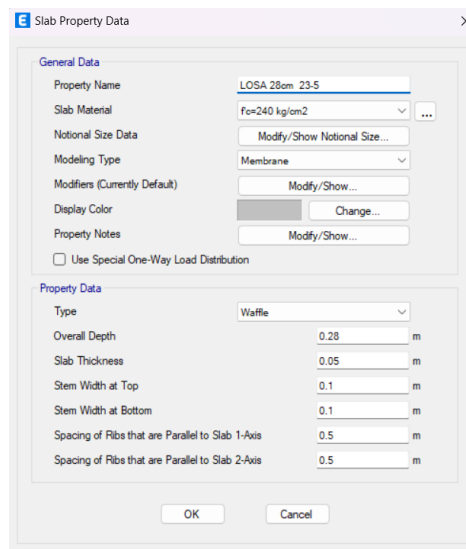 E Slab Property Data
General Data
Property Name LOSA 28cm 23-5
Slab Material f'c=240 kg/cm2 ...
Notional Size Data Modify/Show Notional Size...
Modeling Type Membrane
Modifiers (Currently Default) Modify/Show...
Display Color Change...
Property Notes Modify/Show...
Use Special One-Way Load Distribution
Property Data
Type Waffle
Overall Depth 0.28 m
Slab Thickness 0.05 m
Stem Width at Top 0.1 m
Stem Width at Bottom 0.1 m
Spacing of Ribs that are Parallel to Slab 1-Axis 0.5 m
Spacing of Ribs that are Parallel to Slab 2-Axis 0.5 m
OK Cancel